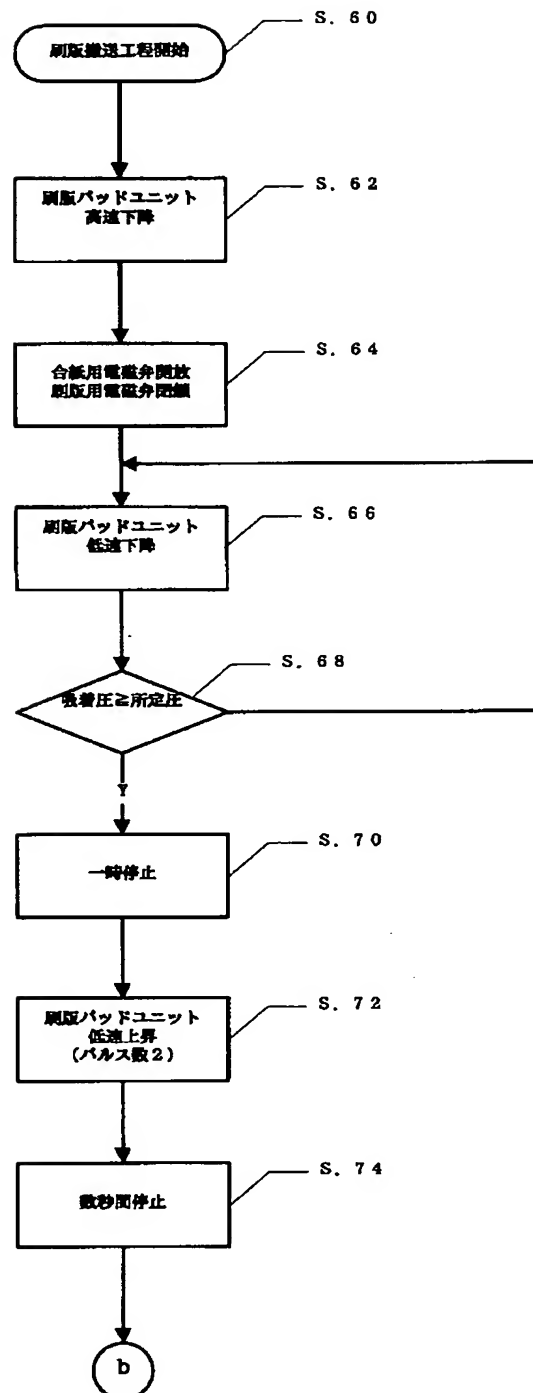 S. 60
刷版搬送工程開始
S. 62
刷版パッドユニット
高速下降
S. 64
合紙用電磁弁開放
刷版用電磁弁閉鎖
S. 66
刷版パッドユニット
低速下降
S. 68
吸着圧≧所定圧
Y
S. 70
一時停止
S. 72
刷版パッドユニット
低速上昇
(パルス数2)
S. 74
数秒間停止
b